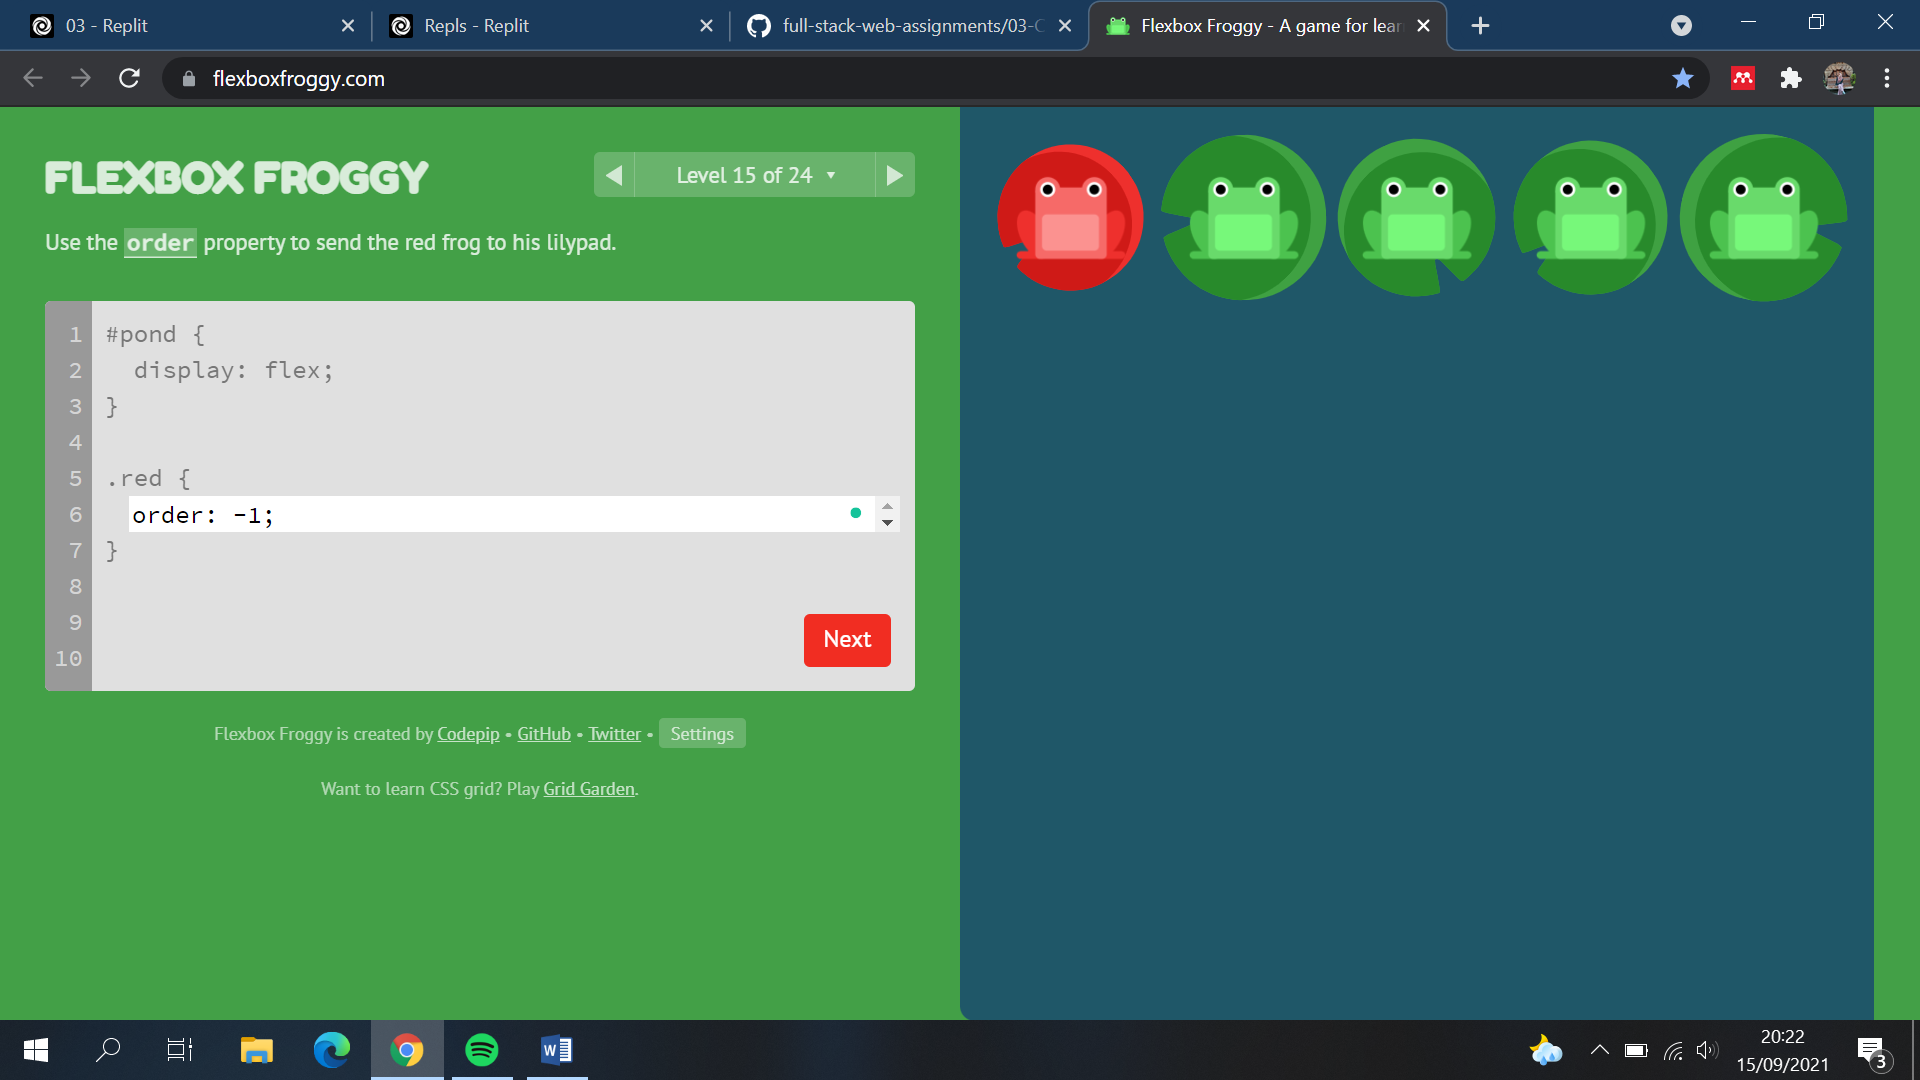 03 - Replit
Repls - Replit
full-stack-web-assignments/03-C
Flexbox Froggy - A game for lear
flexboxfroggy.com
FLEXBOX FROGGY
Level 15 of 24
Use the order property to send the red frog to his lilypad.
1 #pond {
2 display: flex;
3 }
4
5 .red {
6 order: -1;
7 }
8
9
10
Next
Flexbox Froggy is created by Codepip • GitHub • Twitter • Settings
Want to learn CSS grid? Play Grid Garden.
W
20:22
15/09/2021
3